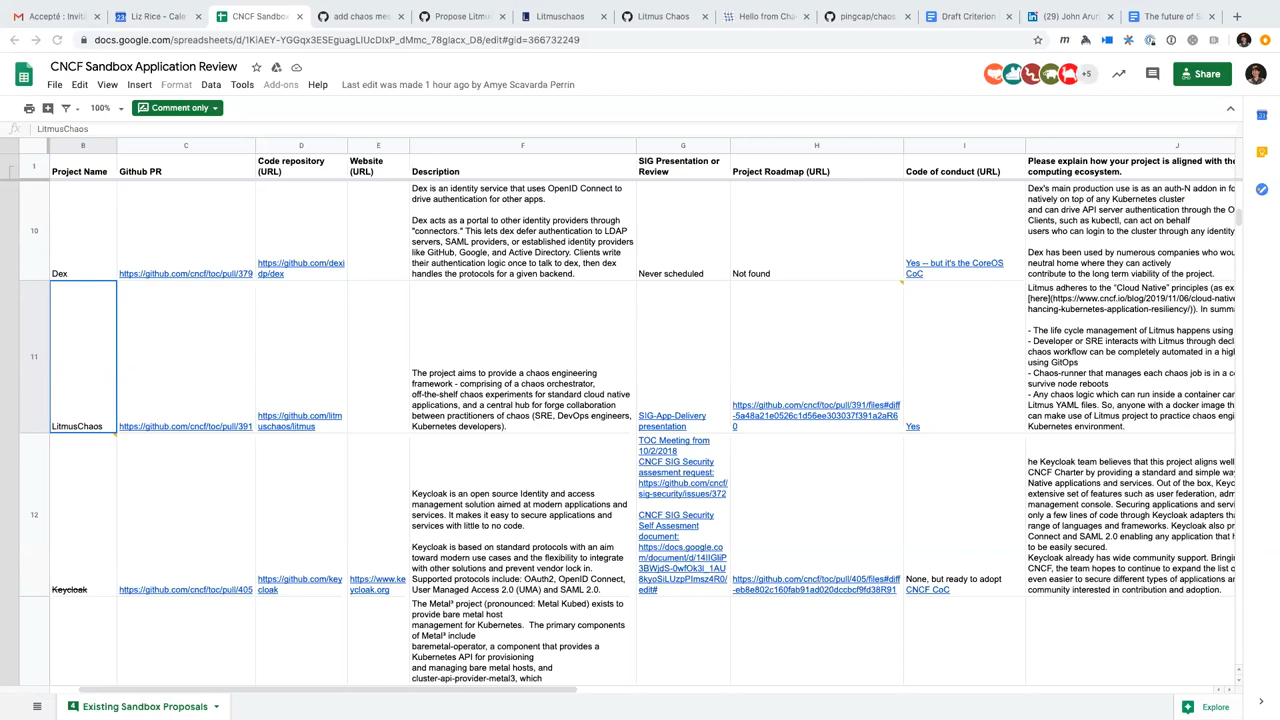 Accepté : Invita
Liz Rice - Cale
CNCF Sandbox
add chaos me
Propose Litmu
Litmuschaos
Litmus Chaos
Hello from Cha
pingcap/chaos
Draft Criterion
(29) John Arun
The future of S
docs.google.com/spreadsheets/d/1KiAEY-YGGqx3ESEguagLIUcDIxP_dMmc_78glacx_D8/edit#gid=366732249
CNCF Sandbox Application Review
File Edit View Insert Format Data Tools Add-ons Help Last edit was made 1 hour ago by Amye Scavarda Perrin
+5
Share
100%
Comment only
fx LitmusChaos
B C D E F G H I J
1
Project Name
Github PR
Code repository
(URL)
Website
(URL)
Description
SIG Presentation or
Review
Project Roadmap (URL)
Code of conduct (URL)
Please explain how your project is aligned with the
computing ecosystem.
10
Dex
https://github.com/cncf/toc/pull/379
https://github.com/dexi
dp/dex
Dex is an identity service that uses OpenID Connect to
drive authentication for other apps.
Dex acts as a portal to other identity providers through
"connectors." This lets dex defer authentication to LDAP
servers, SAML providers, or established identity providers
like GitHub, Google, and Active Directory. Clients write
their authentication logic once to talk to dex, then dex
handles the protocols for a given backend.
Never scheduled
Not found
Yes -- but it's the CoreOS
CoC
Dex's main production use is as an auth-N addon in fo
natively on top of any Kubernetes cluster
and can drive API server authentication through the O
Clients, such as kubectl, can act on behalf
users who can login to the cluster through any identity
Dex has been used by numerous companies who wou
neutral home where they can actively
contribute to the long term viability of the project.
11
LitmusChaos
https://github.com/cncf/toc/pull/391
https://github.com/litm
uschaos/litmus
The project aims to provide a chaos engineering
framework - comprising of a chaos orchestrator,
off-the-shelf chaos experiments for standard cloud native
applications, and a central hub for forge collaboration
between practioners of chaos (SRE, DevOps engineers,
Kubernetes developers).
SIG-App-Delivery
presentation
https://github.com/cncf/toc/pull/391/files#diff
-5a48a21e0526c1d56ee303037f391a2aR6
0
Yes
Litmus adheres to the “Cloud Native” principles (as ex
[here](https://www.cncf.io/blog/2019/11/06/cloud-native
hancing-kubernetes-application-resiliency/)). In summ
- The life cycle management of Litmus happens using
- Developer or SRE interacts with Litmus through decl
chaos workflow can be completely automated in a high
using GitOps
- Chaos-runner that manages each chaos job is in a c
survive node reboots
- Any chaos logic which can run inside a container can
Litmus YAML files. So, anyone with a docker image th
can make use of Litmus project to practice chaos engi
Kubernetes environment.
12
Keycloak
https://github.com/cncf/toc/pull/405
https://github.com/key
cloak
https://www.ke
ycloak.org
Keycloak is an open source Identity and access
management solution aimed at modern applications and
services. It makes it easy to secure applications and
services with little to no code.
Keycloak is based on standard protocols with an aim
toward modern use cases and the flexibility to integrate
with other solutions and prevent vendor lock in.
Supported protocols include: OAuth2, OpenID Connect,
User Managed Access 2.0 (UMA) and SAML 2.0.
TOC Meeting from
10/2/2018
CNCF SIG Security
assesment request:
https://github.com/cncf/
sig-security/issues/372
CNCF SIG Security
Self Assesment
document:
https://docs.google.co
m/document/d/14IIGliP
3BWjdS-0wfOk3l_1AU
8kyoSiLUzpPImsz4R0/
edit#
https://github.com/cncf/toc/pull/405/files#diff
-eb8e802c160fab91ad020dccbcf9fd38R91
None, but ready to adopt
CNCF CoC
he Keycloak team believes that this project aligns well
CNCF Charter by providing a standard and simple way
Native applications and services. Out of the box, Keyc
extensive set of features such as user federation, adm
management console. Securing applications and servi
only a few lines of code through Keycloak adapters tha
range of languages and frameworks. Keycloak also pr
Connect and SAML 2.0 enabling any application that h
to be easily secured.
Keycloak already has wide community support. Bringin
CNCF, the team hopes to continue to expand the list o
even easier to secure different types of applications ar
community interested in contribution and adoption.
The Metal³ project (pronounced: Metal Kubed) exists to
provide bare metal host
management for Kubernetes. The primary components
of Metal³ include
baremetal-operator, a component that provides a
Kubernetes API for provisioning
and managing bare metal hosts, and
cluster-api-provider-metal3, which
4 Existing Sandbox Proposals
Explore